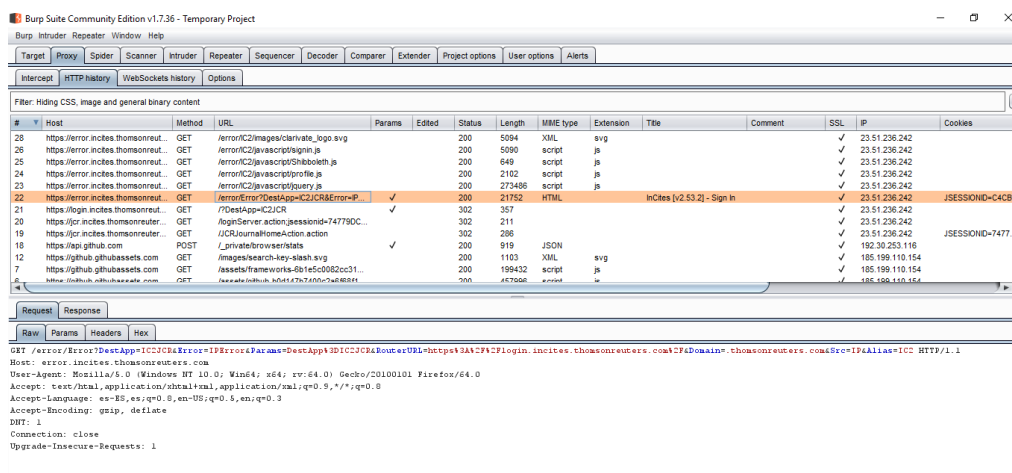 Burp Suite Community Edition v1.7.36 - Temporary Project
Burp Intruder Repeater Window Help
Target Proxy Spider Scanner Intruder Repeater Sequencer Decoder Comparer Extender Project options User options Alerts
Intercept HTTP history WebSockets history Options
Filter: Hiding CSS, image and general binary content
# Host Method URL Params Edited Status Length MIME type Extension Title Comment SSL IP Cookies
28 https://error.incites.thomsonreut... GET /error/IC2/images/clarivate_logo.svg 200 5094 XML svg ✓ 23.51.236.242
26 https://error.incites.thomsonreut... GET /error/IC2/javascript/signin.js 200 5090 script js ✓ 23.51.236.242
25 https://error.incites.thomsonreut... GET /error/IC2/javascript/Shibboleth.js 200 649 script js ✓ 23.51.236.242
24 https://error.incites.thomsonreut... GET /error/IC2/javascript/profile.js 200 2102 script js ✓ 23.51.236.242
23 https://error.incites.thomsonreut... GET /error/IC2/javascript/jquery.js 200 273486 script js ✓ 23.51.236.242
22 https://error.incites.thomsonreut... GET /error/Error?DestApp=IC2JCR&Error=IP... ✓ 200 21752 HTML InCites [v2.53.2] - Sign In ✓ 23.51.236.242 JSESSIONID=C4CB
21 https://login.incites.thomsonreut... GET /?DestApp=IC2JCR ✓ 302 357 ✓ 23.51.236.242
20 https://jcr.incites.thomsonreuter... GET /loginServer.action;jsessionid=74779DC... 302 211 ✓ 23.51.236.242
19 https://jcr.incites.thomsonreuter... GET /JCRJournalHomeAction.action 302 286 ✓ 23.51.236.242 JSESSIONID=7477.
18 https://api.github.com POST /_private/browser/stats ✓ 200 919 JSON ✓ 192.30.253.116
12 https://github.githubassets.com GET /images/search-key-slash.svg 200 1103 XML svg ✓ 185.199.110.154
7 https://github.githubassets.com GET /assets/frameworks-6b1e5c0082cc31... 200 199432 script js ✓ 185.199.110.154
6 https://github.githubassets.com GET 200 457996 script js ✓ 185.199.110.154
Request Response
Raw Params Headers Hex
GET /error/Error?DestApp=IC2JCR&Error=IPError&Params=DestApp%3DIC2JCR&RouterURL=https%3A%2F%2Flogin.incites.thomsonreuters.com%2F&Domain=.thomsonreuters.com&Src=IP&Alias=IC2 HTTP/1.1
Host: error.incites.thomsonreuters.com
User-Agent: Mozilla/5.0 (Windows NT 10.0; Win64; x64; rv:64.0) Gecko/20100101 Firefox/64.0
Accept: text/html,application/xhtml+xml,application/xml;q=0.9,*/*;q=0.8
Accept-Language: es-ES,es;q=0.8,en-US;q=0.5,en;q=0.3
Accept-Encoding: gzip, deflate
DNT: 1
Connection: close
Upgrade-Insecure-Requests: 1